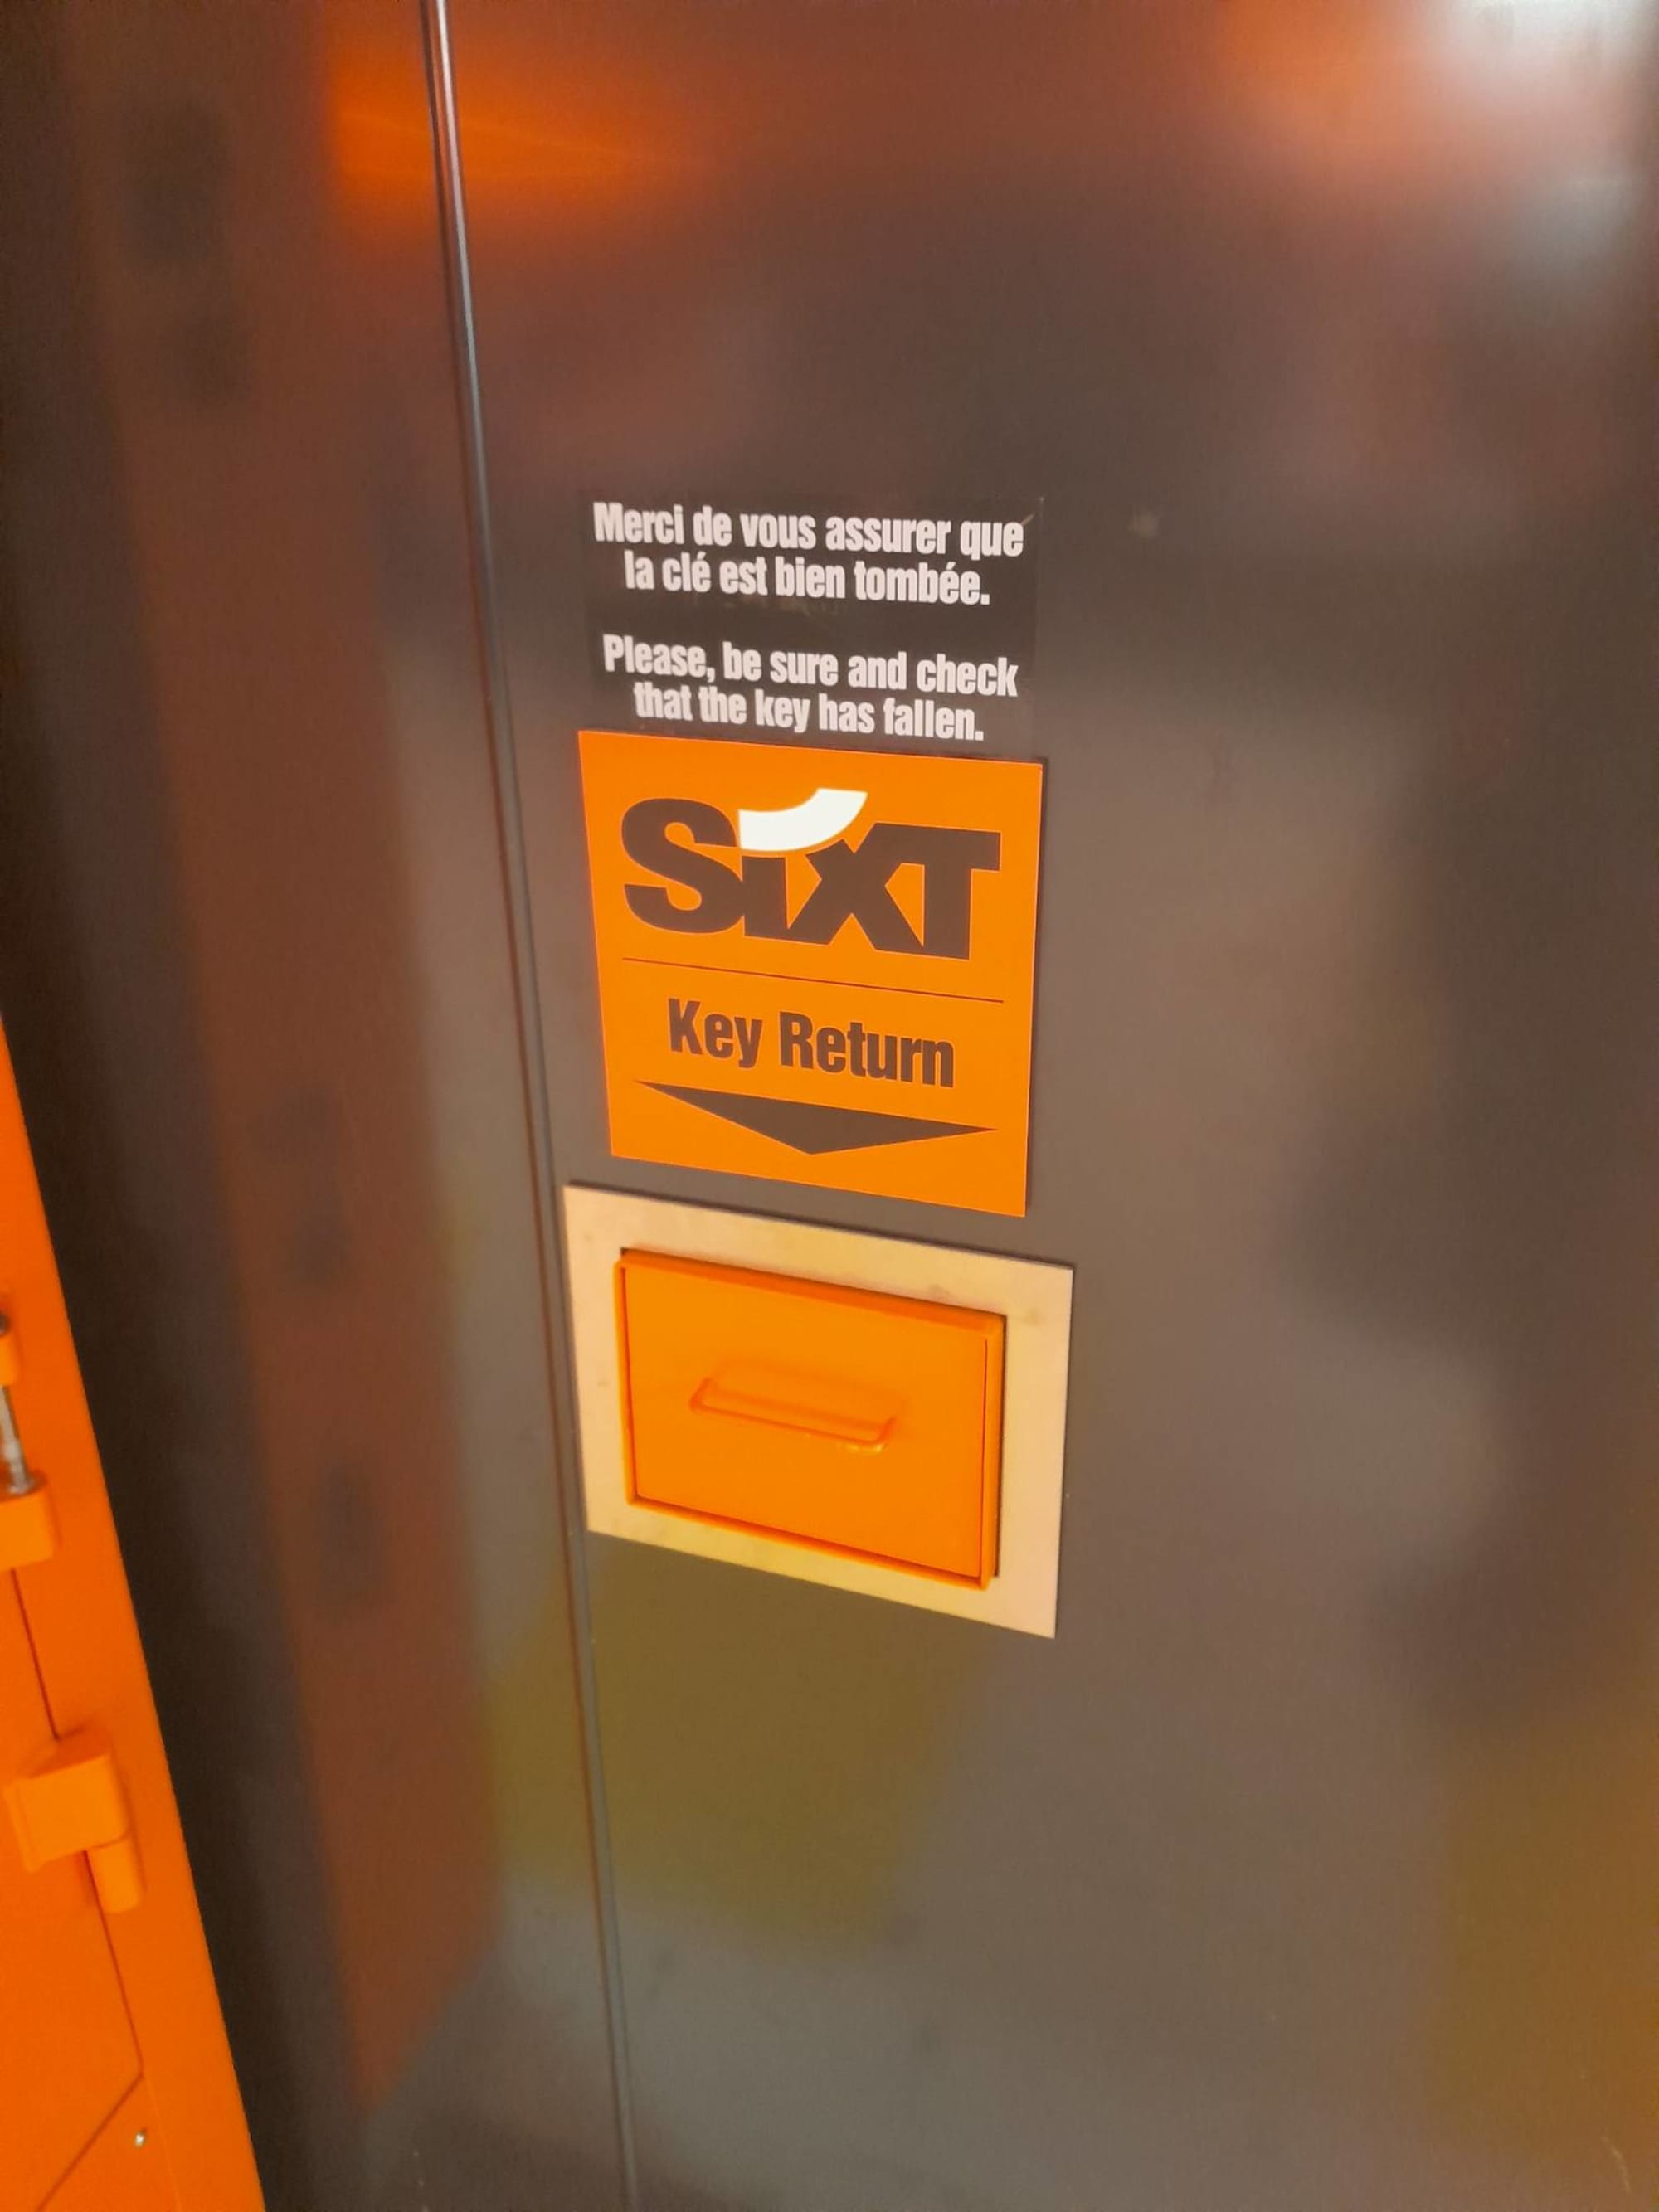 Merci de vous assurer que
la clé est bien tombée.
Please, be sure and check
that the key has fallen.
SIXT
Key Return